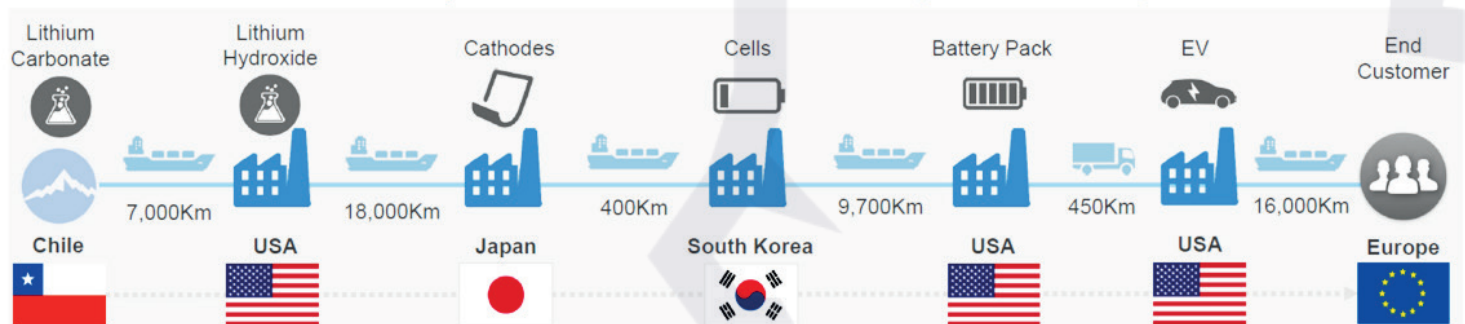 Lithium
Carbonate
Lithium
Hydroxide
Cathodes
Cells
Battery Pack
EV
End
Customer
7,000Km
18,000Km
400Km
9,700Km
450Km
16,000Km
Chile
USA
Japan
South Korea
USA
USA
Europe